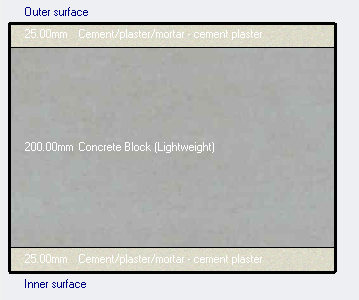 Outer surface
25.00mm Cement/plaster/mortar - cement plaster
200.00mm Concrete Block (Lightweight)
25.00mm Cement/plaster/mortar - cement plaster
Inner surface